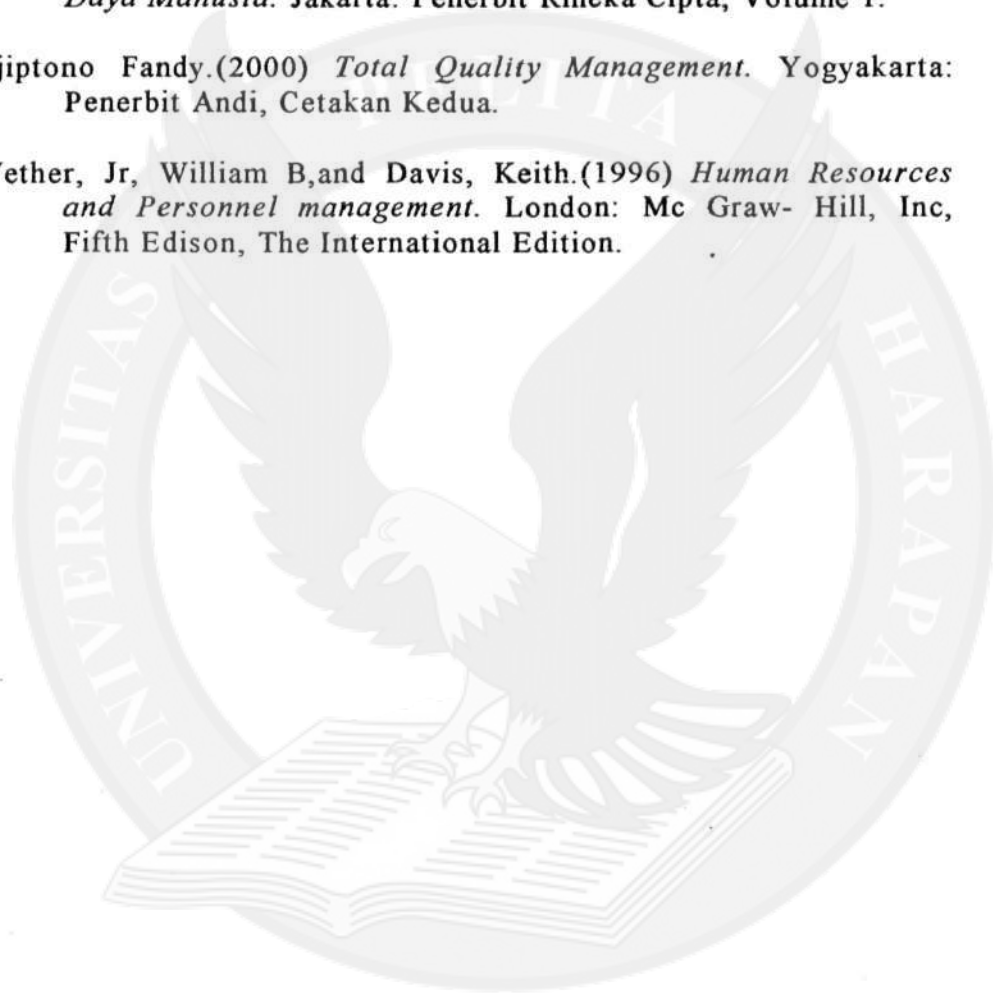 Daya Manusia. Jakarta: Penerbit Rineka Cipta, Volume 1.
jiptono Fandy.(2000) Total Quality Management. Yogyakarta:
Penerbit Andi, Cetakan Kedua.
ether, Jr, William B,and Davis, Keith.(1996) Human Resources
and Personnel management. London: Mc Graw- Hill, Inc,
Fifth Edison, The International Edition.
UNIVERSITAS PELITA HARAPAN